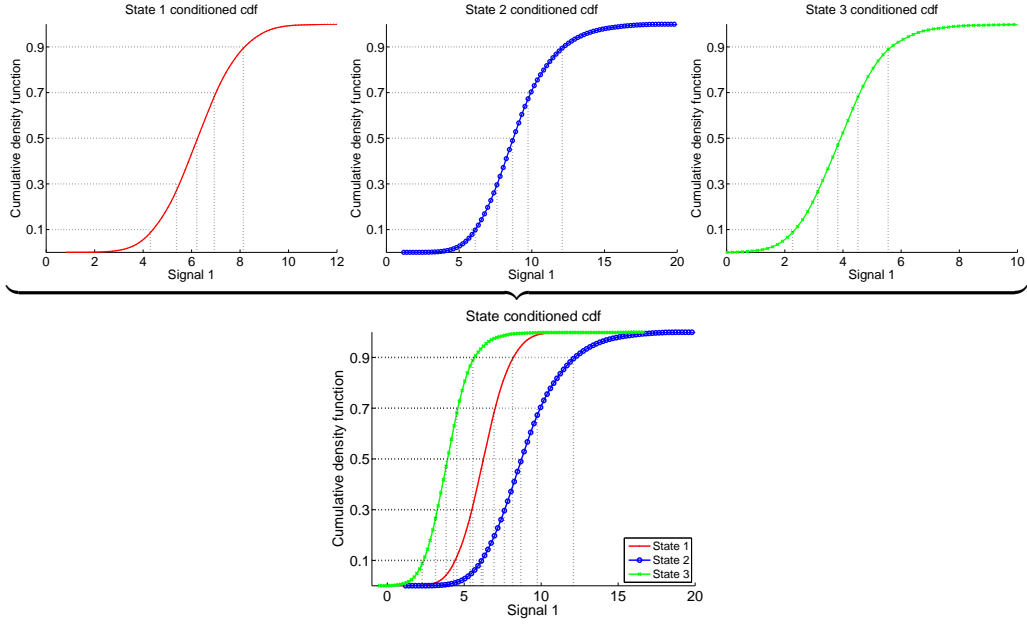 State 1 conditioned cdf
Cumulative density function
0.9
0.7
0.5
0.3
0.1
0 2 4 6 8 10 12
Signal 1
State 2 conditioned cdf
Cumulative density function
0.9
0.7
0.5
0.3
0.1
0 5 10 15 20
Signal 1
State 3 conditioned cdf
Cumulative density function
0.9
0.7
0.5
0.3
0.1
0 2 4 6 8 10
Signal 1
State conditioned cdf
Cumulative density function
0.9
0.7
0.5
0.3
0.1
0 5 10 15 20
Signal 1
State 1
State 2
State 3